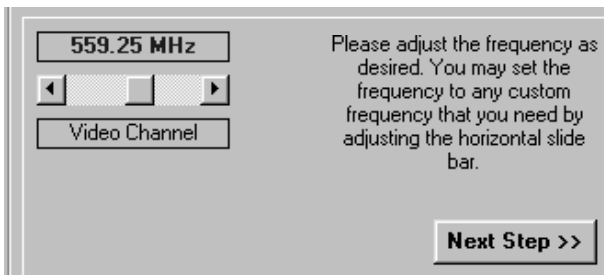 559.25 MHz
Video Channel
Please adjust the frequency as
desired. You may set the
frequency to any custom
frequency that you need by
adjusting the horizontal slide
bar.
Next Step >>